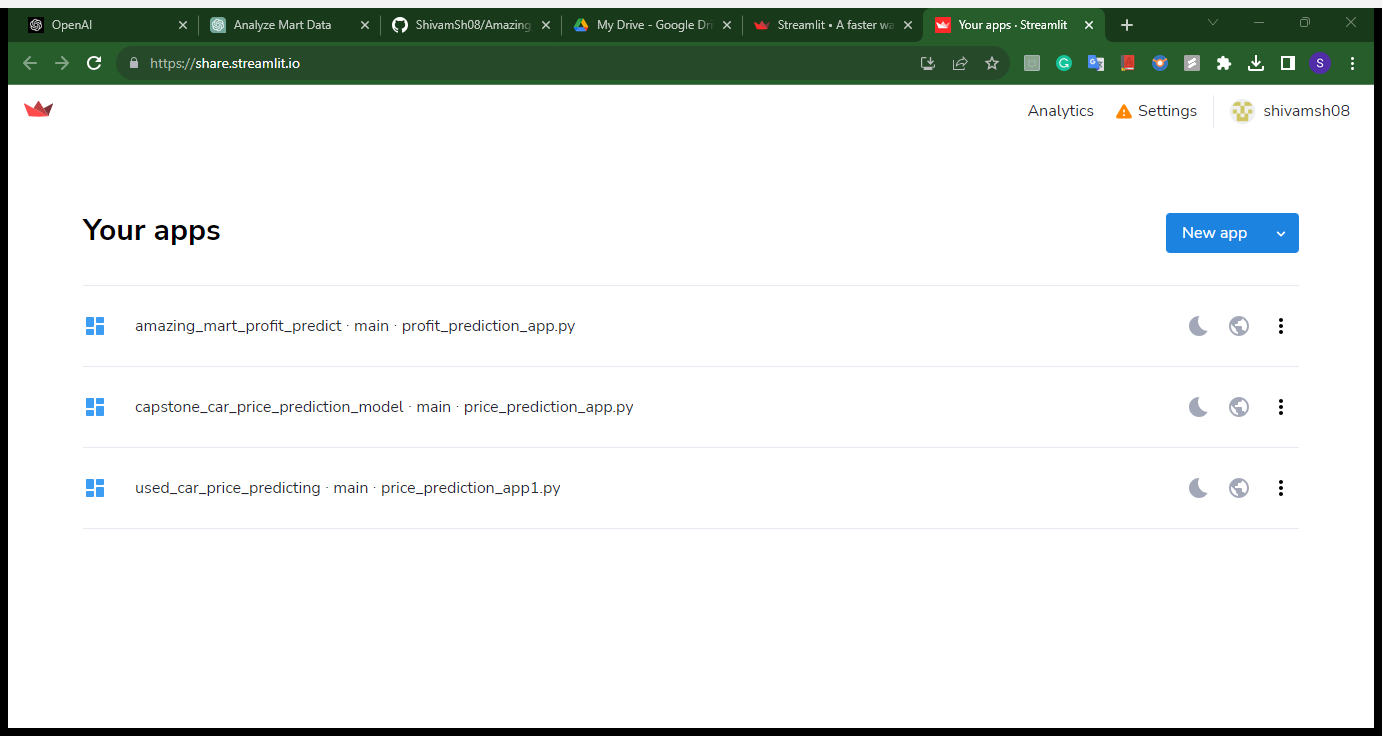 OpenAI
Analyze Mart Data
ShivamSh08/Amazing
My Drive - Google Dri
Streamlit • A faster wa
Your apps · Streamlit
https://share.streamlit.io
S
Analytics
Settings
shivamsh08
Your apps
New app
amazing_mart_profit_predict · main · profit_prediction_app.py
capstone_car_price_prediction_model · main · price_prediction_app.py
used_car_price_predicting · main · price_prediction_app1.py